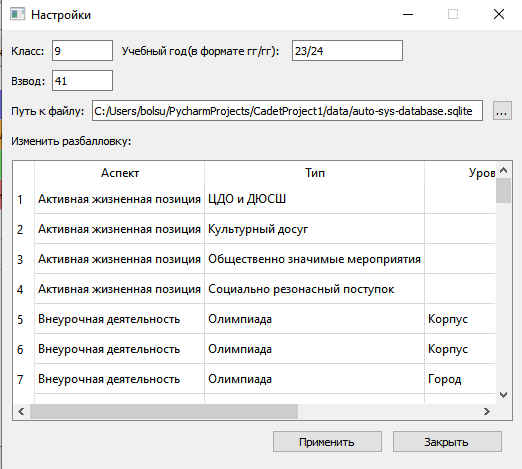 Настройки
Класс: 9 Учебный год(в формате гг/гг): 23/24
Взвод: 41
Путь к файлу: C:/Users/bolsu/PycharmProjects/CadetProject1/data/auto-sys-database.sqlite ...
Изменить разбалловку:
Аспект Тип Уров
1 Активная жизненная позиция ЦДО и ДЮСШ
2 Активная жизненная позиция Культурный досуг
3 Активная жизненная позиция Общественно значимые мероприятия
4 Активная жизненная позиция Социально резонасный поступок
5 Внеурочная деятельность Олимпиада Корпус
6 Внеурочная деятельность Олимпиада Корпус
7 Внеурочная деятельность Олимпиада Город
Применить Закрыть